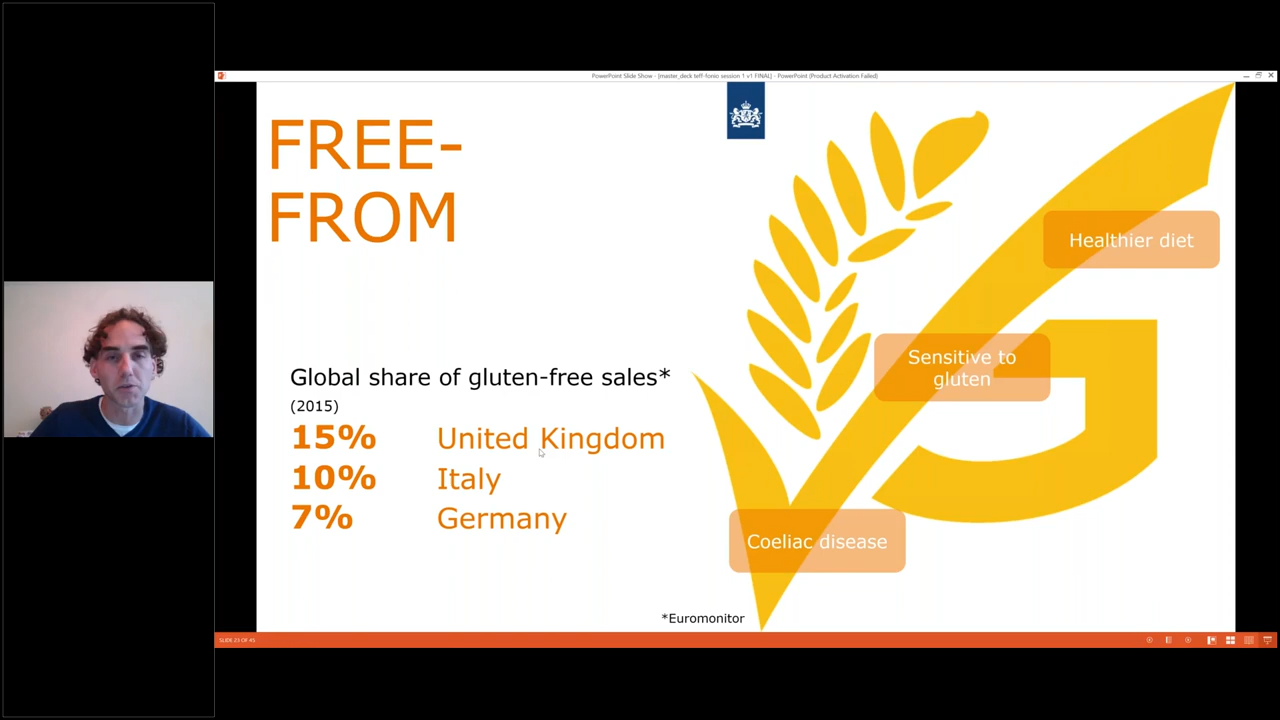 PowerPoint Slide Show - [master_deck teff-fonio session 1 v1 FINAL] - PowerPoint (Product Activation Failed)
FREE-
FROM
Healthier diet
Sensitive to
gluten
Global share of gluten-free sales*
(2015)
15% United Kingdom
10% Italy
7% Germany
Coeliac disease
*Euromonitor
SLIDE 23 OF 45